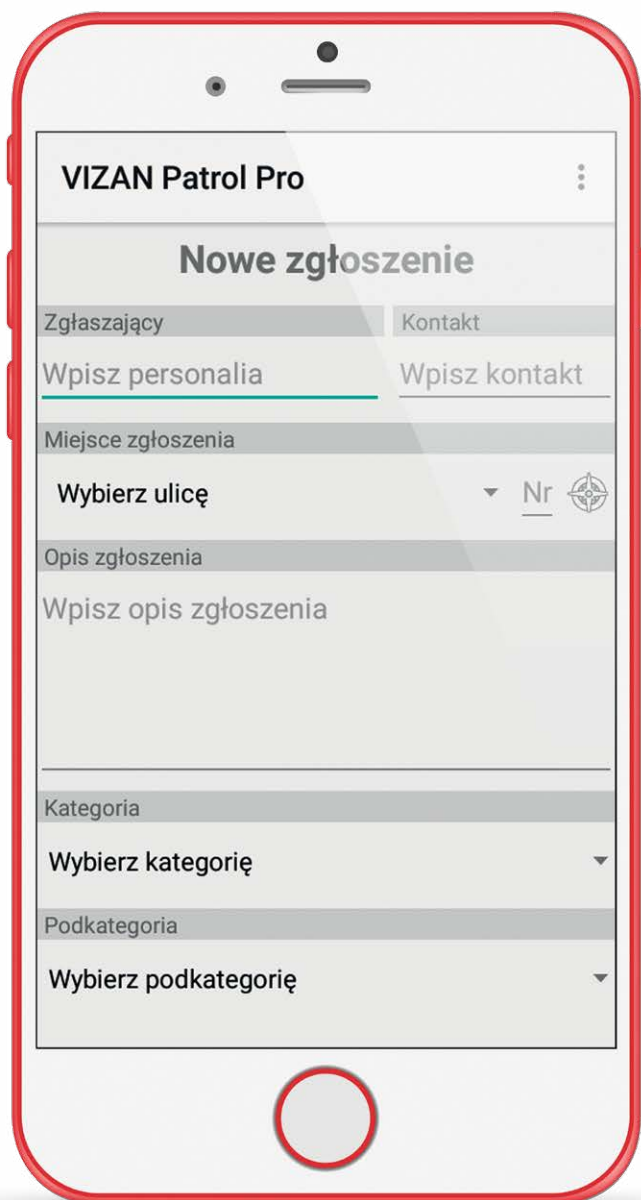 VIZAN Patrol Pro
Nowe zgłoszenie
Zgłaszający Kontakt
Wpisz personalia Wpisz kontakt
Miejsce zgłoszenia
Wybierz ulicę Nr
Opis zgłoszenia
Wpisz opis zgłoszenia
Kategoria
Wybierz kategorię
Podkategoria
Wybierz podkategorię